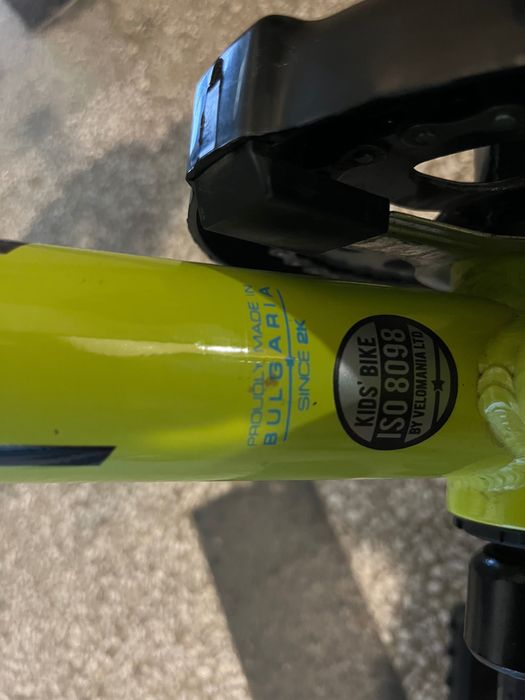 PROUDLY MADE IN
BULGARIA
SINCE 2K
KIDS' BIKE
ISO 8098
BY VELOMANIA LTD